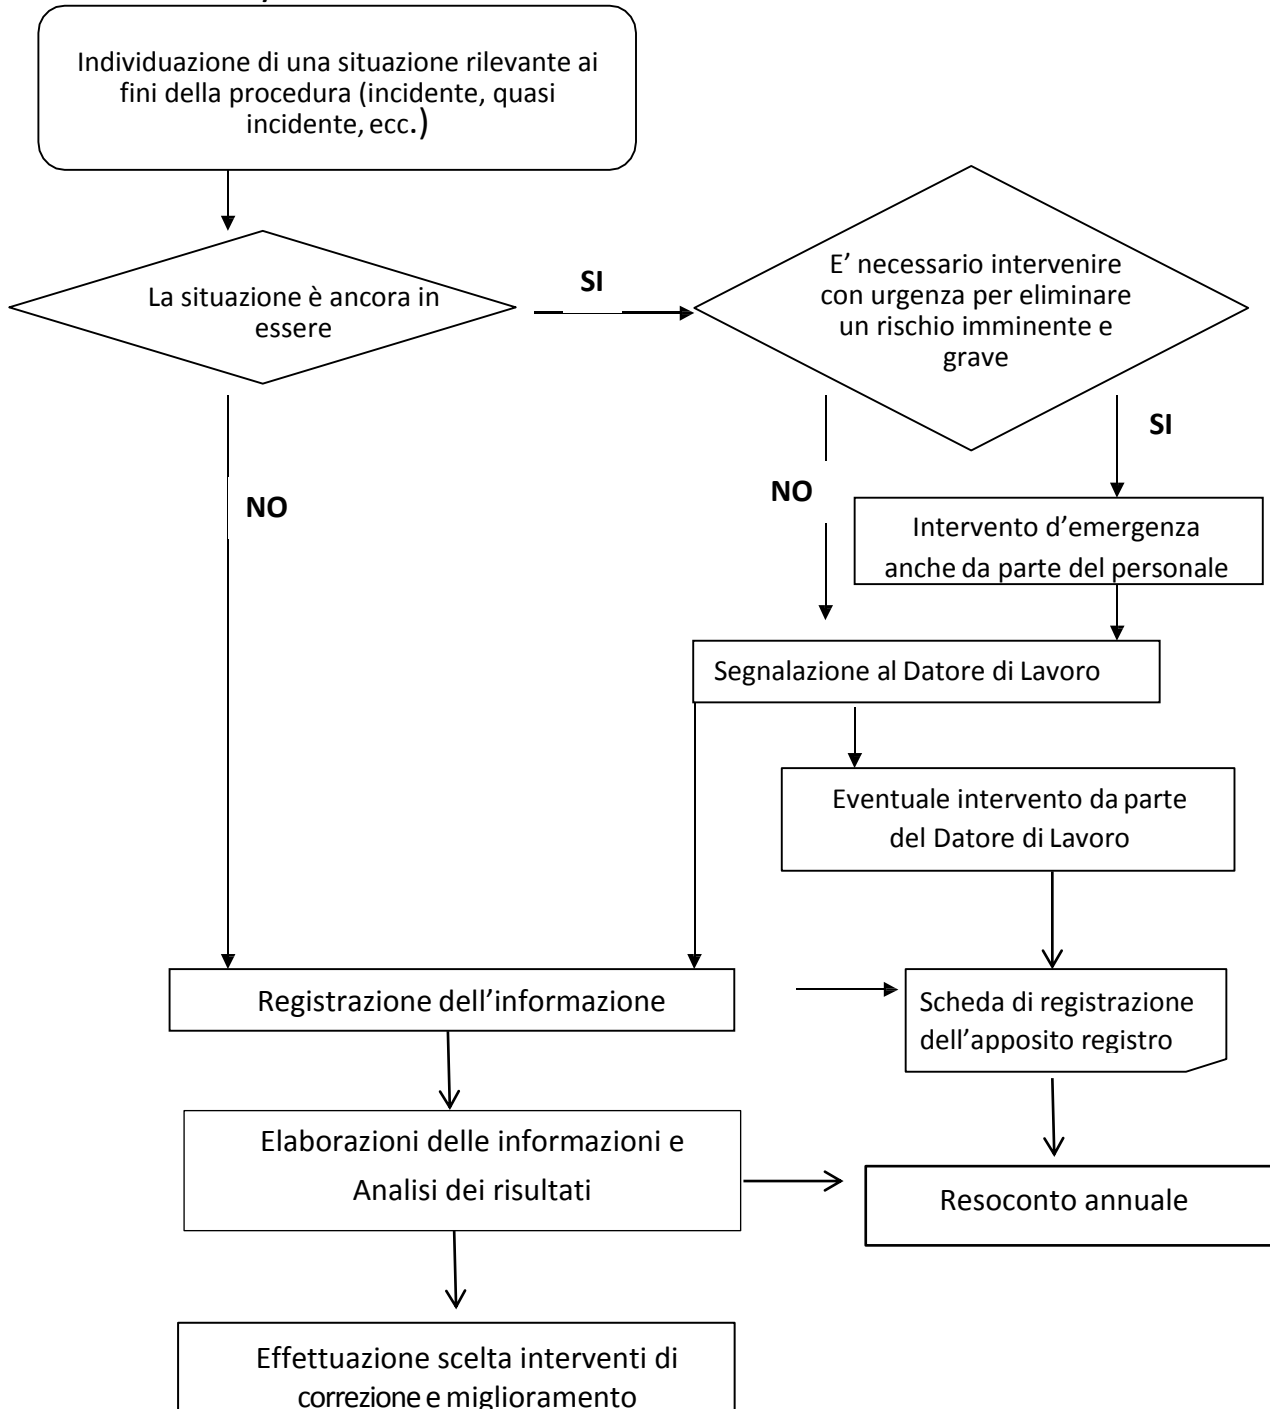 Individuazione di una situazione rilevante ai
fini della procedura (incidente, quasi
incidente, ecc.)
La situazione è ancora in
essere
SI
E’ necessario intervenire
con urgenza per eliminare
un rischio imminente e
grave
SI
NO
NO
Intervento d’emergenza
anche da parte del personale
Segnalazione al Datore di Lavoro
Eventuale intervento da parte
del Datore di Lavoro
Registrazione dell’informazione
Scheda di registrazione
dell’apposito registro
Elaborazioni delle informazioni e
Analisi dei risultati
Resoconto annuale
Effettuazione scelta interventi di
correzione e miglioramento